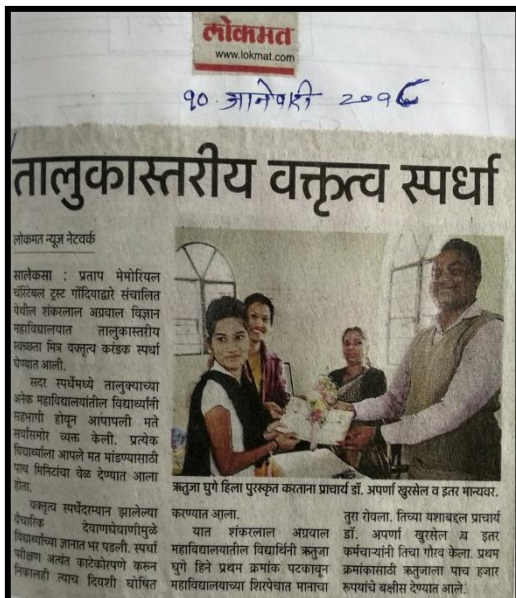 लोकमत
www.lokmat.com
१० जानेवारी २०१८
तालुकास्तरीय वक्तृत्व स्पर्धा
लोकमत न्यूज नेटवर्क
सालेकसा : प्रताप मेमोरियल
चॅरिटेबल ट्रस्ट गोंदियाद्वारे संचालित
येथील शंकरलाल अग्रवाल विज्ञान
महाविद्यालयात तालुकास्तरीय
स्वच्छता मित्र वक्तृत्व करंडक स्पर्धा
घेण्यात आली.
सदर स्पर्धेमध्ये तालुक्याच्या
अनेक महाविद्यालयांतील विद्यार्थ्यांनी
सहभागी होवून आपापली मते
सर्वांसमोर व्यक्त केली. प्रत्येक
विद्यार्थ्याला आपले मत मांडण्यासाठी
पाच मिनिटांचा वेळ देण्यात आला
होता.
वक्तृत्व स्पर्धेदरम्यान झालेल्या
वैचारिक देवाणघेवाणीमुळे
विद्यार्थ्यांच्या ज्ञानात भर पडली. स्पर्धा
परीक्षण अत्यंत काटेकोरपणे करुन
निकालही त्याच दिवशी घोषित
ऋतुजा घुगे हिला पुरस्कृत करताना प्राचार्य डॉ. अपर्णा खुरसेल व इतर मान्यवर.
करण्यात आला.
यात शंकरलाल अग्रवाल
महाविद्यालयातील विद्यार्थिनी ऋतुजा
घुगे हिने प्रथम क्रमांक पटकावून
महाविद्यालयाच्या शिरपेचात मानाचा
तुरा रोवला. तिच्या यशाबद्दल प्राचार्य
डॉ. अपर्णा खुरसेल व इतर
कर्मचाऱ्यांनी तिचा गौरव केला. प्रथम
क्रमांकासाठी ऋतुजाला पाच हजार
रुपयांचे बक्षीस देण्यात आले.